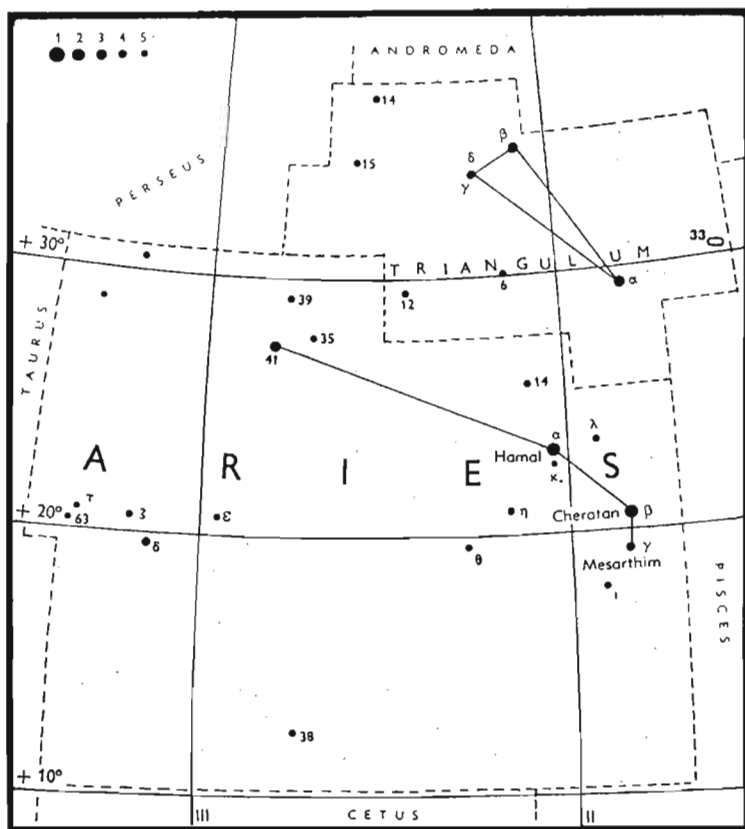 1 2 3 4 5
ANDROMEDA
14
β
15
δ
γ
PERSEUS
+ 30°
33
TRIANGULUM
6
α
39
12
35
41
TAURUS
14
α
λ
Hamal
ARIES
κ
τ
+ 20°
63
3
ε
η
Cheratan β
δ
θ
γ
Mesarthim
ι
PISCES
38
+ 10°
III
CETUS
II